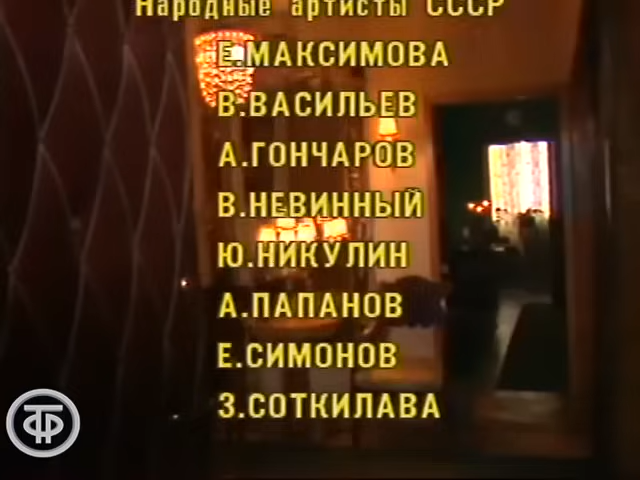 Народные артисты СССР
Е.МАКСИМОВА
В.ВАСИЛЬЕВ
А.ГОНЧАРОВ
В.НЕВИННЫЙ
Ю.НИКУЛИН
А.ПАПАНОВ
Е.СИМОНОВ
З.СОТКИЛАВА